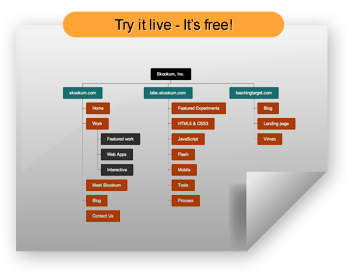 Try it live - It's free!
Skookum, Inc.
skookum.com
Home
Work
Featured work
Web Apps
Interactive
Meet Skookum
Blog
Contact Us
labs.skookum.com
Featured Experiments
HTML5 & CSS3
JavaScript
Flash
Mobile
Tools
Process
teachingtarget.com
Blog
Landing page
Vimeo